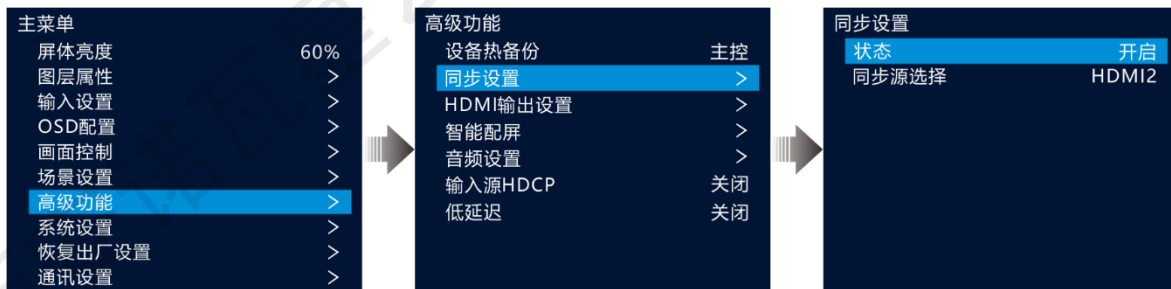 主菜单
屏体亮度 60%
图层属性 >
输入设置 >
OSD配置 >
画面控制 >
场景设置 >
高级功能 >
系统设置 >
恢复出厂设置 >
通讯设置 >
高级功能
设备热备份 主控
同步设置 >
HDMI输出设置 >
智能配屏 >
音频设置 >
输入源HDCP 关闭
低延迟 关闭
同步设置
状态 开启
同步源选择 HDMI2